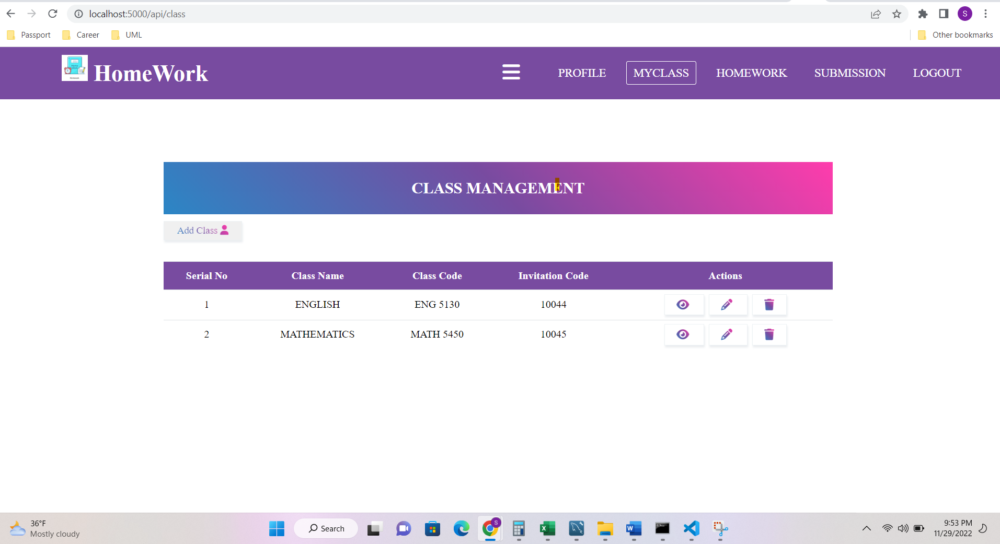 localhost:5000/api/class
S
Passport Career UML Other bookmarks
HomeWork PROFILE MYCLASS HOMEWORK SUBMISSION LOGOUT
CLASS MANAGEMENT
Add Class
Serial No Class Name Class Code Invitation Code Actions
1 ENGLISH ENG 5130 10044
2 MATHEMATICS MATH 5450 10045
36°F
Mostly cloudy
Search
S
9:53 PM
11/29/2022